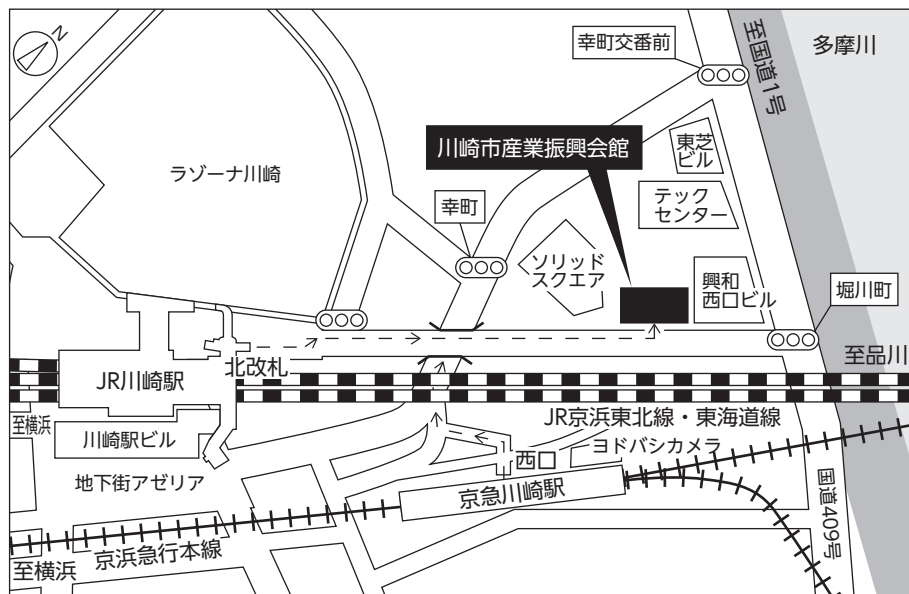 N
幸町交番前
至国道1号
多摩川
川崎市産業振興会館
東芝
ビル
ラゾーナ川崎
テック
センター
幸町
ソリッド
スクエア
興和
西口ビル
堀川町
北改札
至品川
JR川崎駅
至横浜
JR京浜東北線・東海道線
川崎駅ビル
ヨドバシカメラ
西口
地下街アゼリア
京急川崎駅
国道409号
京浜急行本線
至横浜